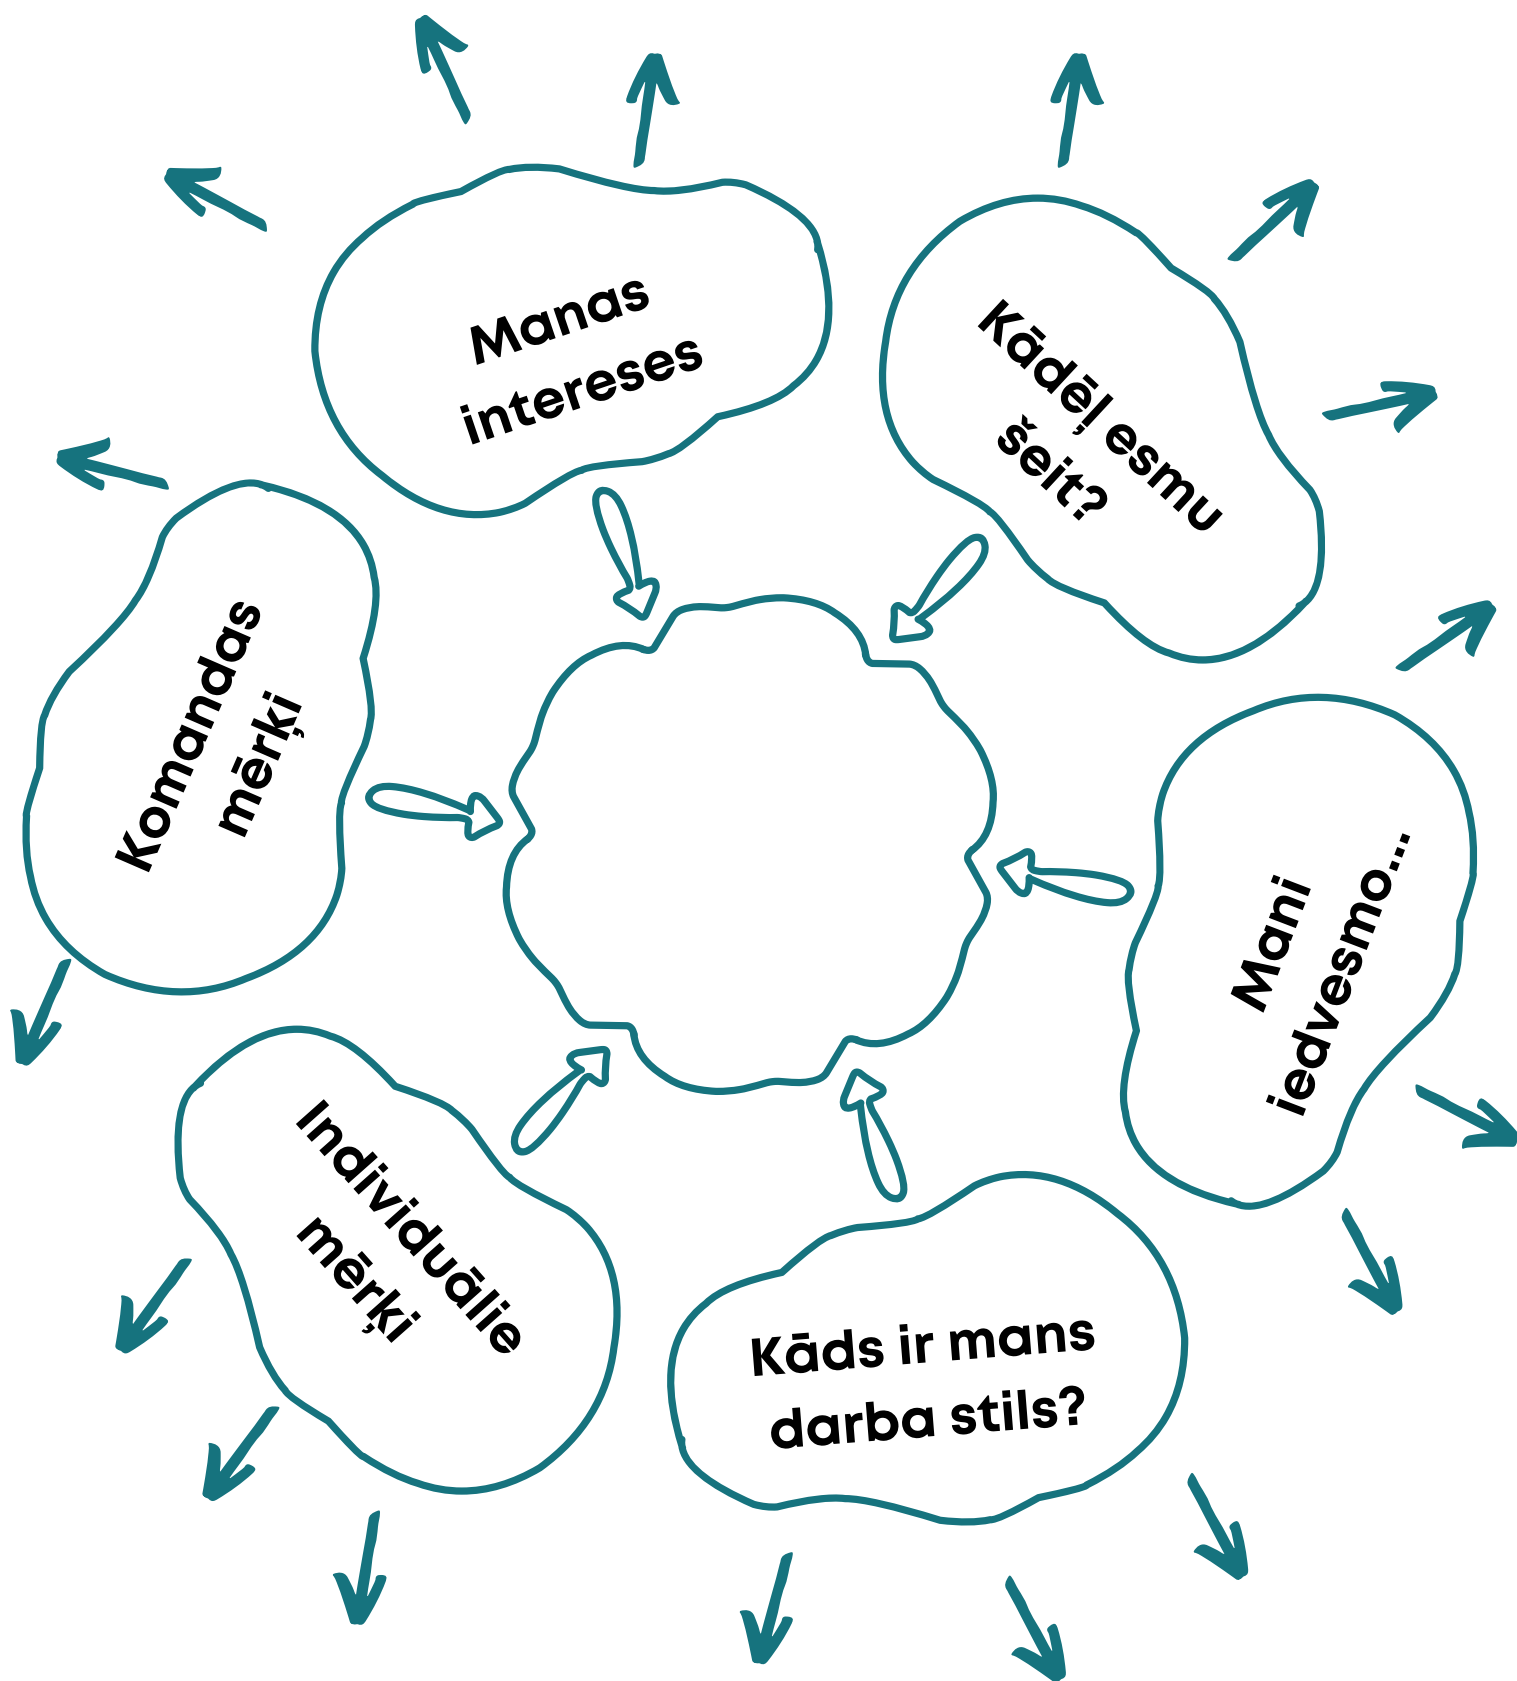 Manas
intereses
Kādēļ esmu
šeit?
Komandas
mērķi
Mani
iedvesmo...
Individuālie
mērķi
Kāds ir mans
darba stils?